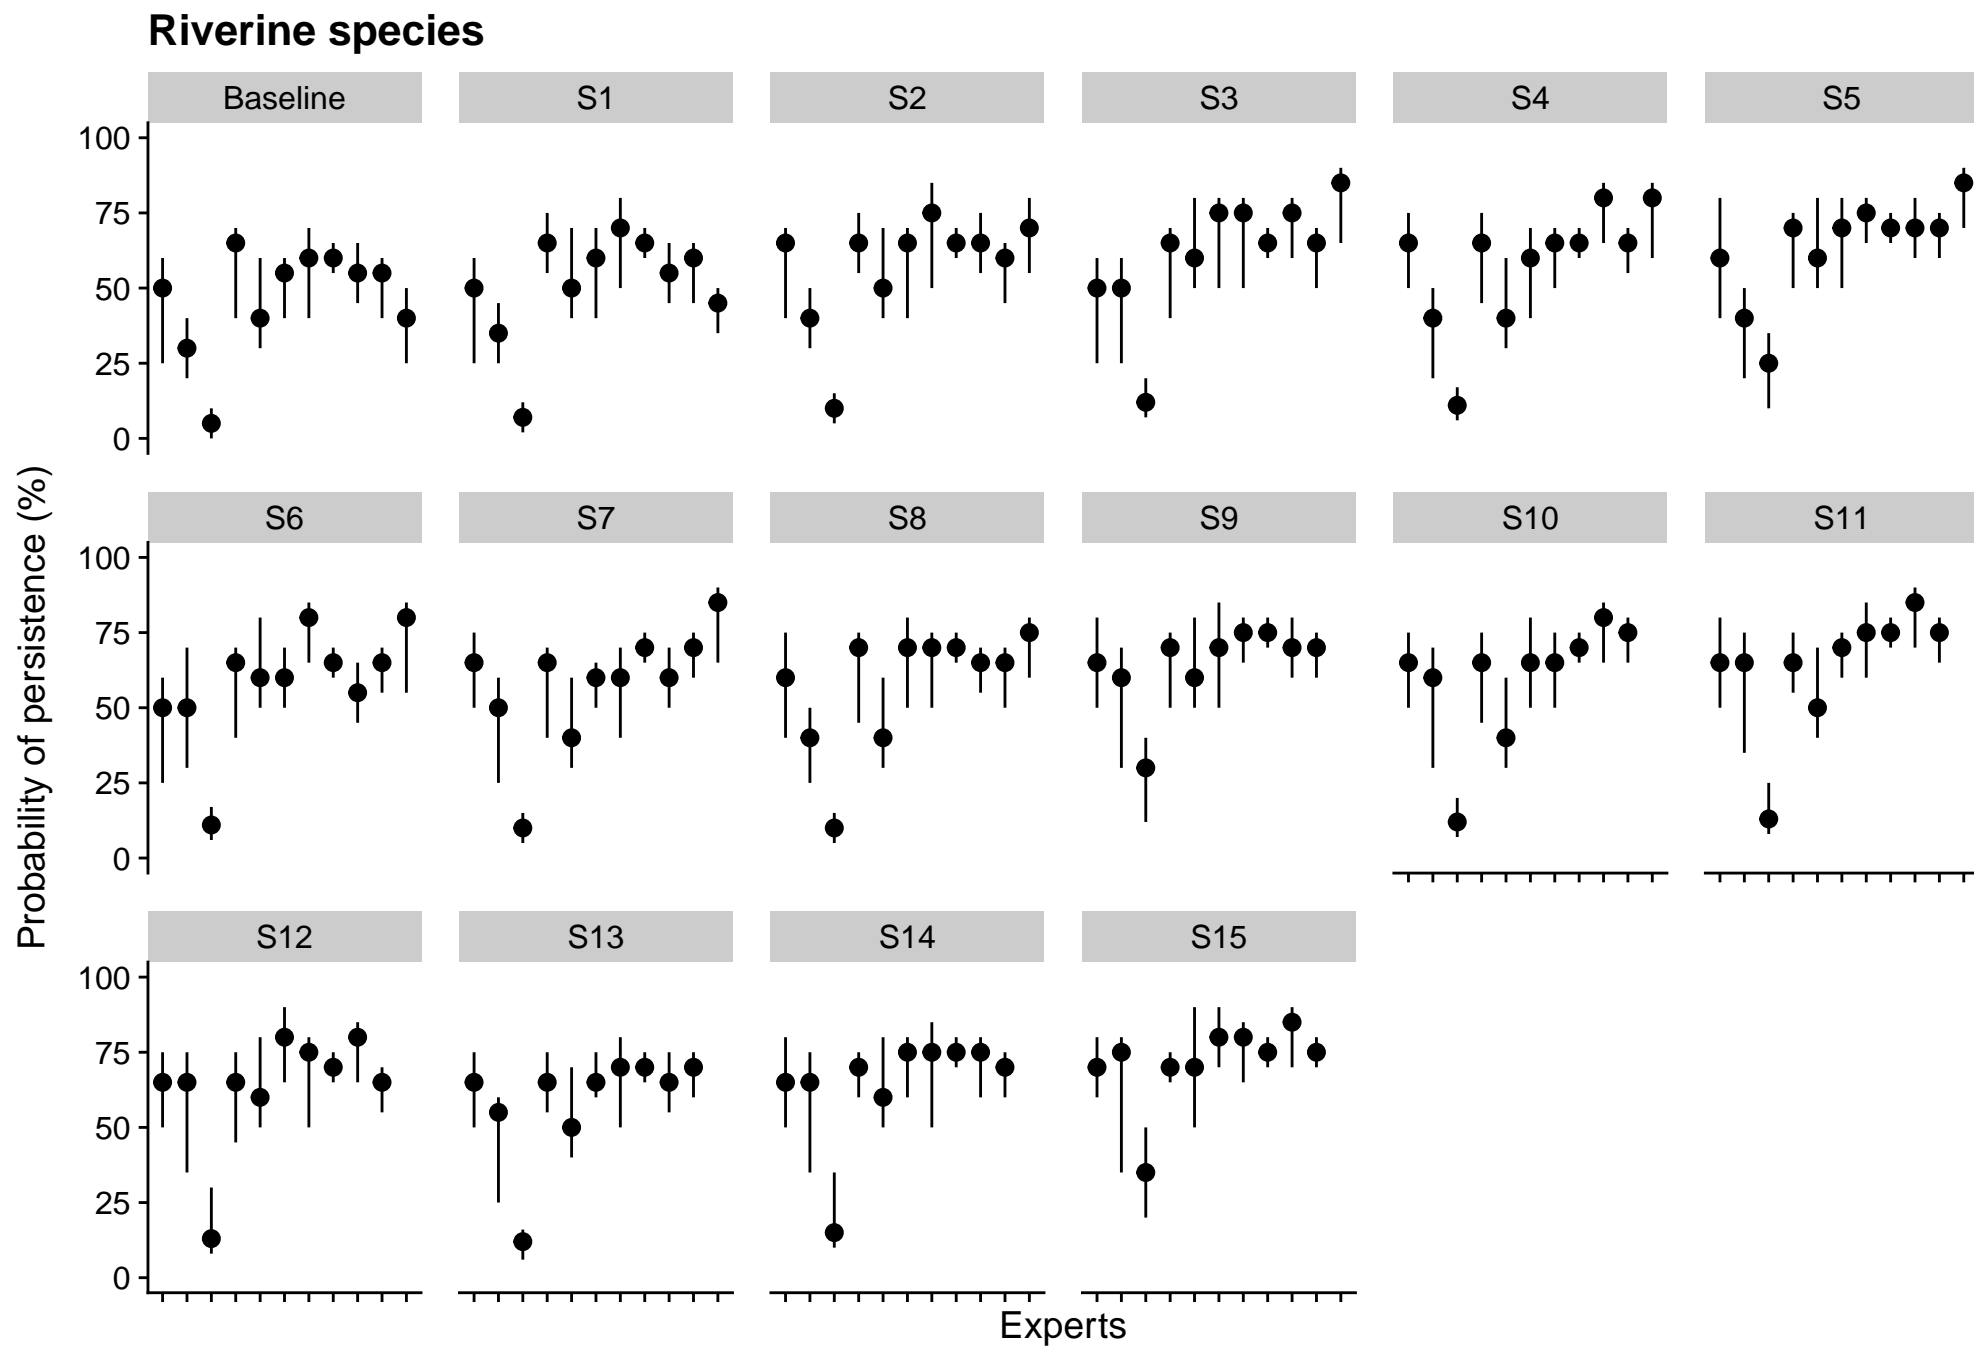 Riverine species
Baseline S1 S2 S3 S4 S5
100
75
50
25
0
Probability of persistence (%)
S6 S7 S8 S9 S10 S11
100
75
50
25
0
S12 S13 S14 S15
100
75
50
25
0
Experts